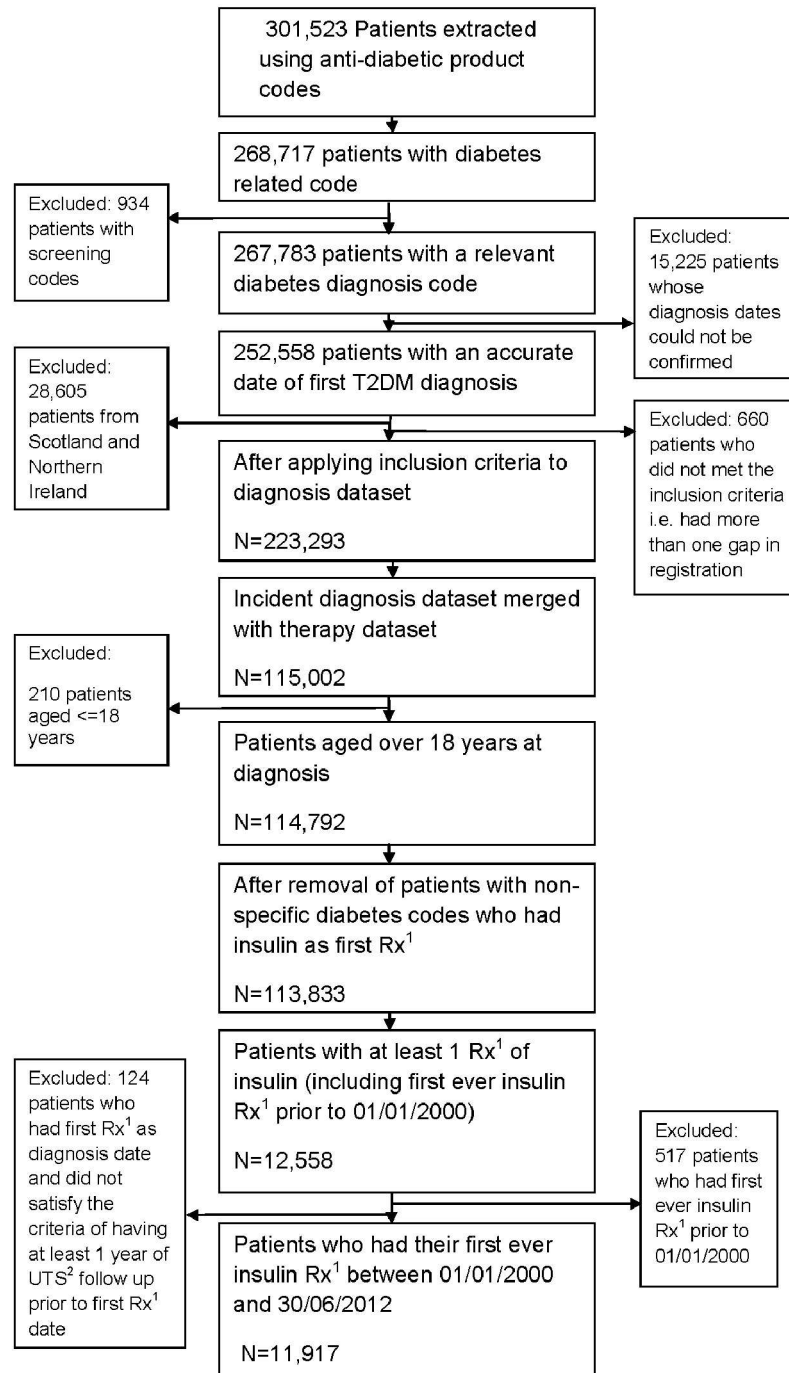 301,523 Patients extracted
using anti-diabetic product
codes
268,717 patients with diabetes
related code
Excluded: 934
patients with
screening
codes
267,783 patients with a relevant
diabetes diagnosis code
Excluded:
15,225 patients
whose
diagnosis dates
could not be
confirmed
252,558 patients with an accurate
date of first T2DM diagnosis
Excluded:
28,605
patients from
Scotland and
Northern
Ireland
Excluded: 660
patients who
did not met the
inclusion criteria
i.e. had more
than one gap in
registration
After applying inclusion criteria to
diagnosis dataset
N=223,293
Incident diagnosis dataset merged
with therapy dataset
N=115,002
Excluded:
210 patients
aged <=18
years
Patients aged over 18 years at
diagnosis
N=114,792
After removal of patients with non-
specific diabetes codes who had
insulin as first Rx¹
N=113,833
Patients with at least 1 Rx¹ of
insulin (including first ever insulin
Rx¹ prior to 01/01/2000)
N=12,558
Excluded: 124
patients who
had first Rx¹ as
diagnosis date
and did not
satisfy the
criteria of having
at least 1 year of
UTS² follow up
prior to first Rx¹
date
Excluded:
517 patients
who had first
ever insulin
Rx¹ prior to
01/01/2000
Patients who had their first ever
insulin Rx¹ between 01/01/2000
and 30/06/2012
N=11,917